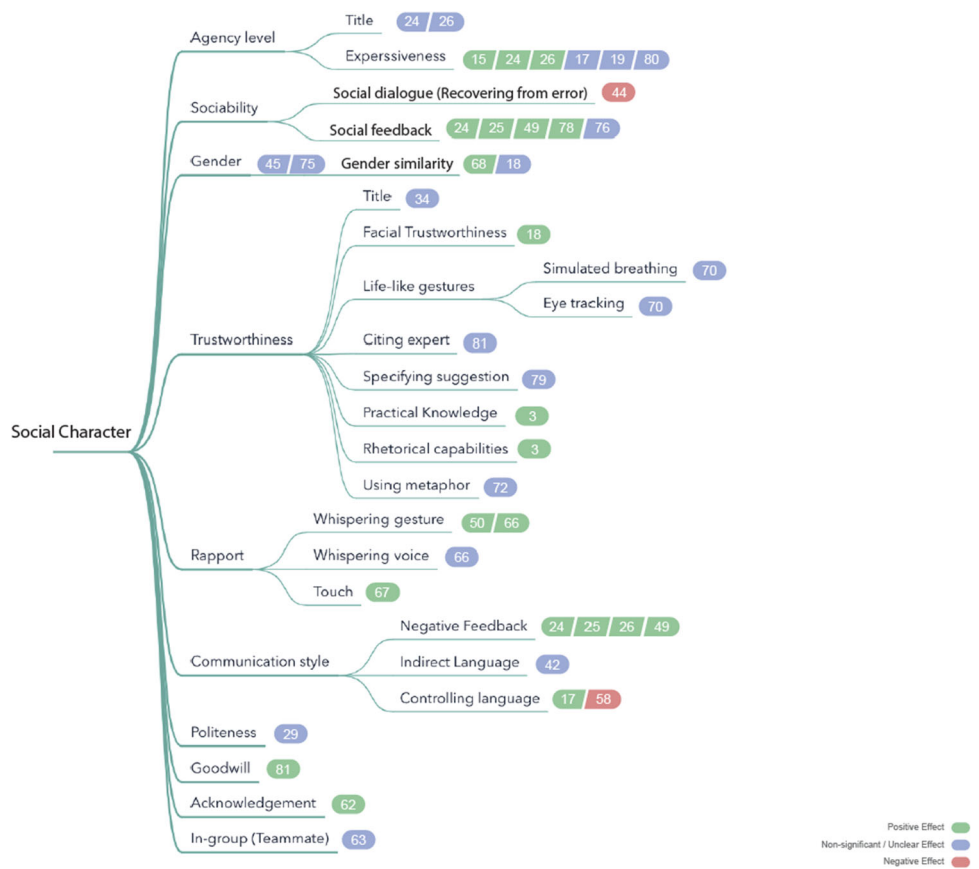 Agency level
Title 24 26
Experssiveness 15 24 26 17 19 80
Sociability
Social dialogue (Recovering from error) 44
Social feedback 24 25 49 78 76
Gender 45 75 Gender similarity 68 18
Trustworthiness
Title 34
Facial Trustworthiness 18
Life-like gestures
Simulated breathing 70
Eye tracking 70
Citing expert 81
Specifying suggestion 79
Practical Knowledge 3
Rhetorical capabilities 3
Using metaphor 72
Social Character
Rapport
Whispering gesture 50 66
Whispering voice 66
Touch 67
Communication style
Negative Feedback 24 25 26 49
Indirect Language 42
Controlling language 17 58
Politeness 29
Goodwill 81
Acknowledgement 62
In-group (Teammate) 63
Positive Effect
Non-significant / Unclear Effect
Negative Effect